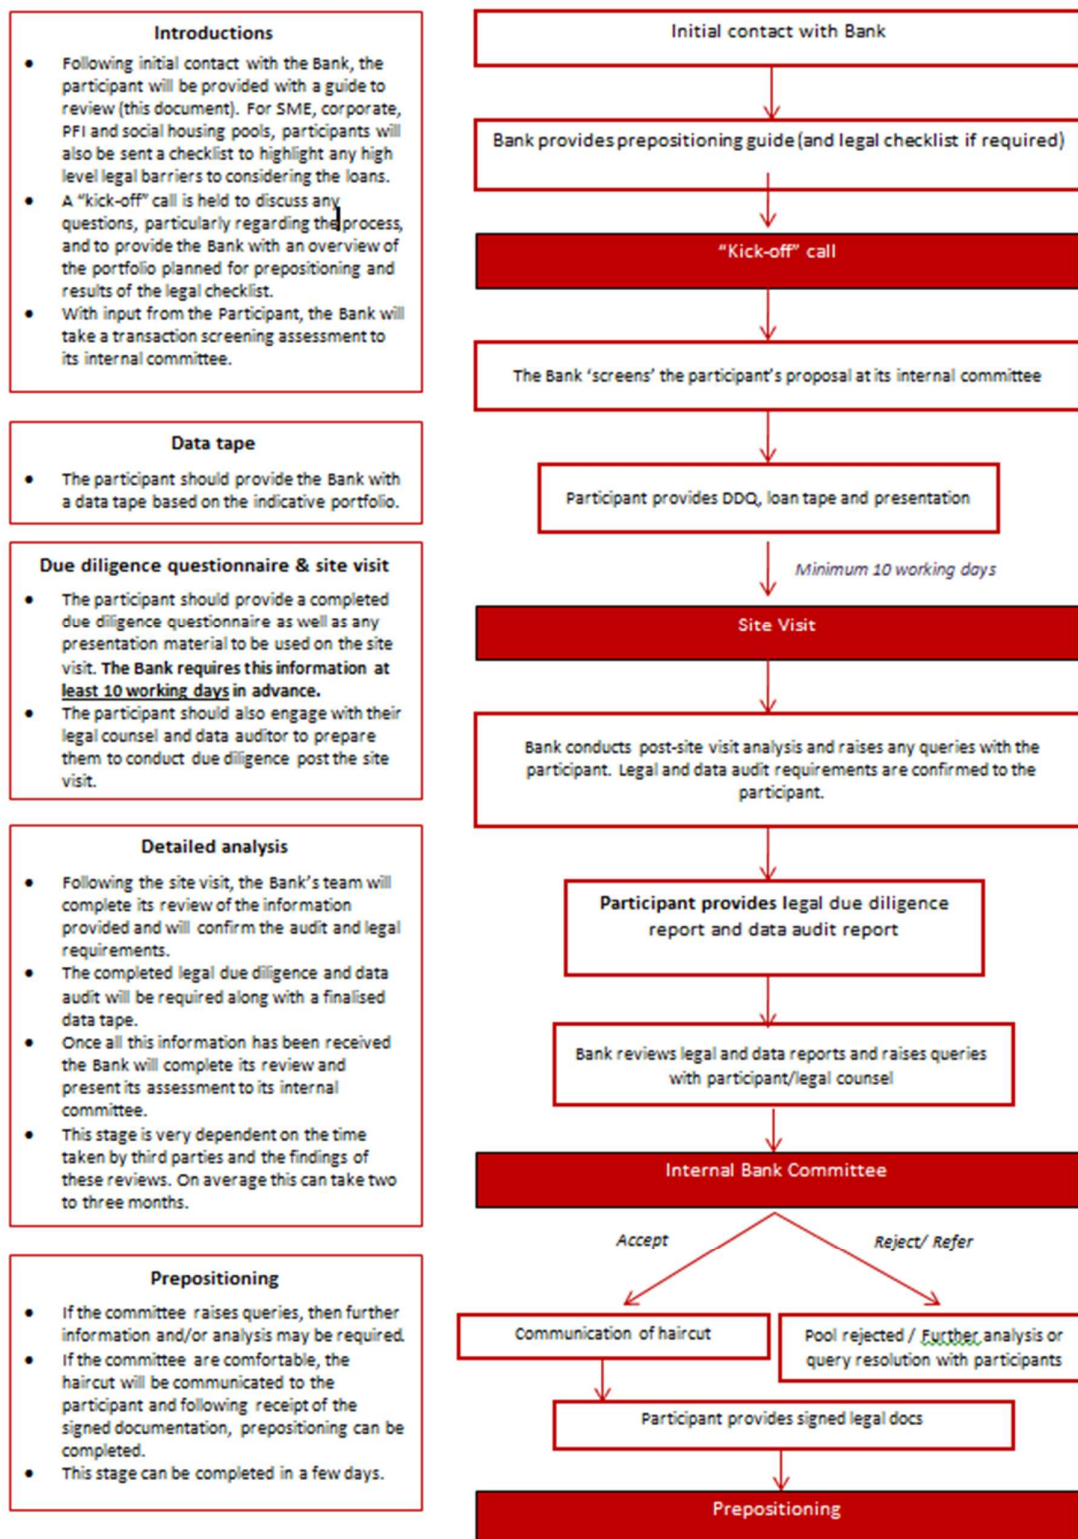 Introductions
• Following initial contact with the Bank, the
participant will be provided with a guide to
review (this document). For SME, corporate,
PFI and social housing pools, participants will
also be sent a checklist to highlight any high
level legal barriers to considering the loans.
• A “kick-off” call is held to discuss any
questions, particularly regarding the process,
and to provide the Bank with an overview of
the portfolio planned for prepositioning and
results of the legal checklist.
• With input from the Participant, the Bank will
take a transaction screening assessment to
its internal committee.
Data tape
• The participant should provide the Bank with
a data tape based on the indicative portfolio.
Due diligence questionnaire & site visit
• The participant should provide a completed
due diligence questionnaire as well as any
presentation material to be used on the site
visit. The Bank requires this information at
least 10 working days in advance.
• The participant should also engage with their
legal counsel and data auditor to prepare
them to conduct due diligence post the site
visit.
Detailed analysis
• Following the site visit, the Bank’s team will
complete its review of the information
provided and will confirm the audit and legal
requirements.
• The completed legal due diligence and data
audit will be required along with a finalised
data tape.
• Once all this information has been received
the Bank will complete its review and
present its assessment to its internal
committee.
• This stage is very dependent on the time
taken by third parties and the findings of
these reviews. On average this can take two
to three months.
Prepositioning
• If the committee raises queries, then further
information and/or analysis may be required.
• If the committee are comfortable, the
haircut will be communicated to the
participant and following receipt of the
signed documentation, prepositioning can be
completed.
• This stage can be completed in a few days.
Initial contact with Bank
Bank provides prepositioning guide (and legal checklist if required)
“Kick-off” call
The Bank ‘screens’ the participant’s proposal at its internal committee
Participant provides DDQ, loan tape and presentation
Minimum 10 working days
Site Visit
Bank conducts post-site visit analysis and raises any queries with the
participant. Legal and data audit requirements are confirmed to the
participant.
Participant provides legal due diligence
report and data audit report
Bank reviews legal and data reports and raises queries
with participant/legal counsel
Internal Bank Committee
Accept
Reject/ Refer
Communication of haircut
Pool rejected / Further analysis or
query resolution with participants
Participant provides signed legal docs
Prepositioning